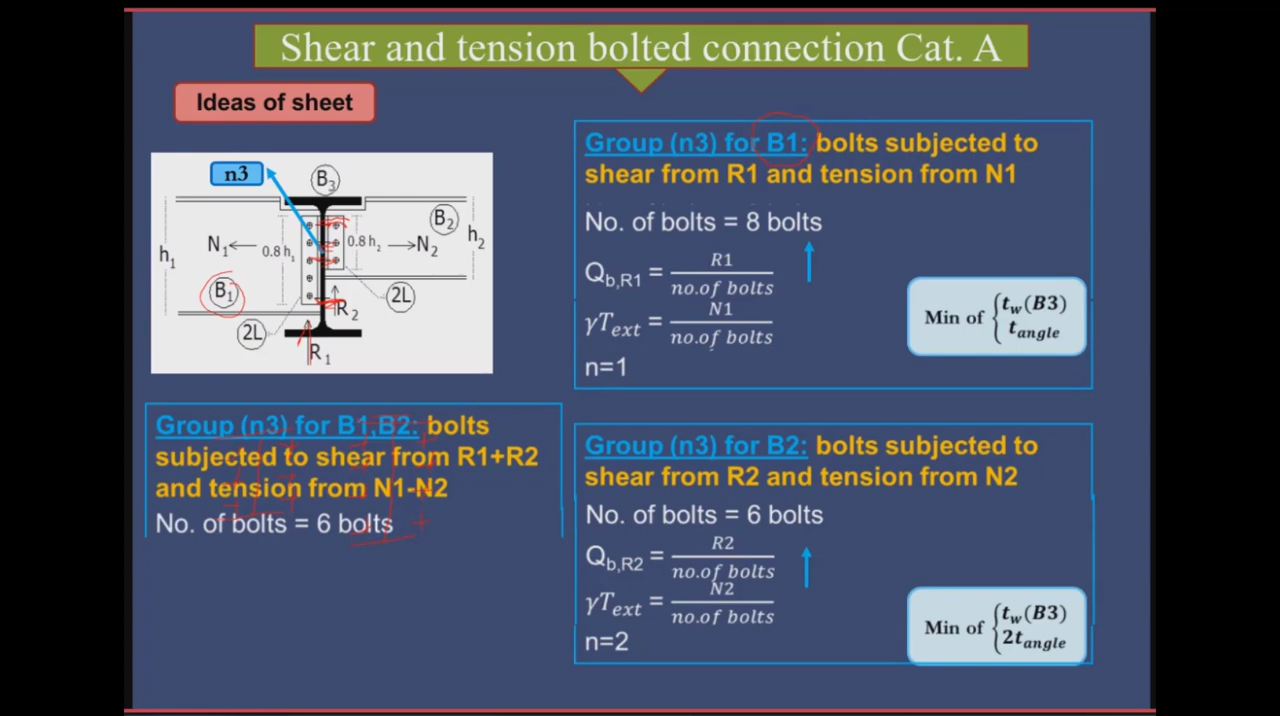 Shear and tension bolted connection Cat. A
Ideas of sheet
n3
B3
B2
h1
N1
0.8 h1
0.8 h2
N2
h2
B1
2L
R2
2L
R1
Group (n3) for B1: bolts subjected to
shear from R1 and tension from N1
No. of bolts = 8 bolts
Qb,R1 = R1 / no.of bolts
γText = N1 / no.of bolts
n=1
Min of { tw(B3)
tangle
Group (n3) for B1,B2: bolts
subjected to shear from R1+R2
and tension from N1-N2
No. of bolts = 6 bolts
Group (n3) for B2: bolts subjected to
shear from R2 and tension from N2
No. of bolts = 6 bolts
Qb,R2 = R2 / no.of bolts
γText = N2 / no.of bolts
n=2
Min of { tw(B3)
2tangle